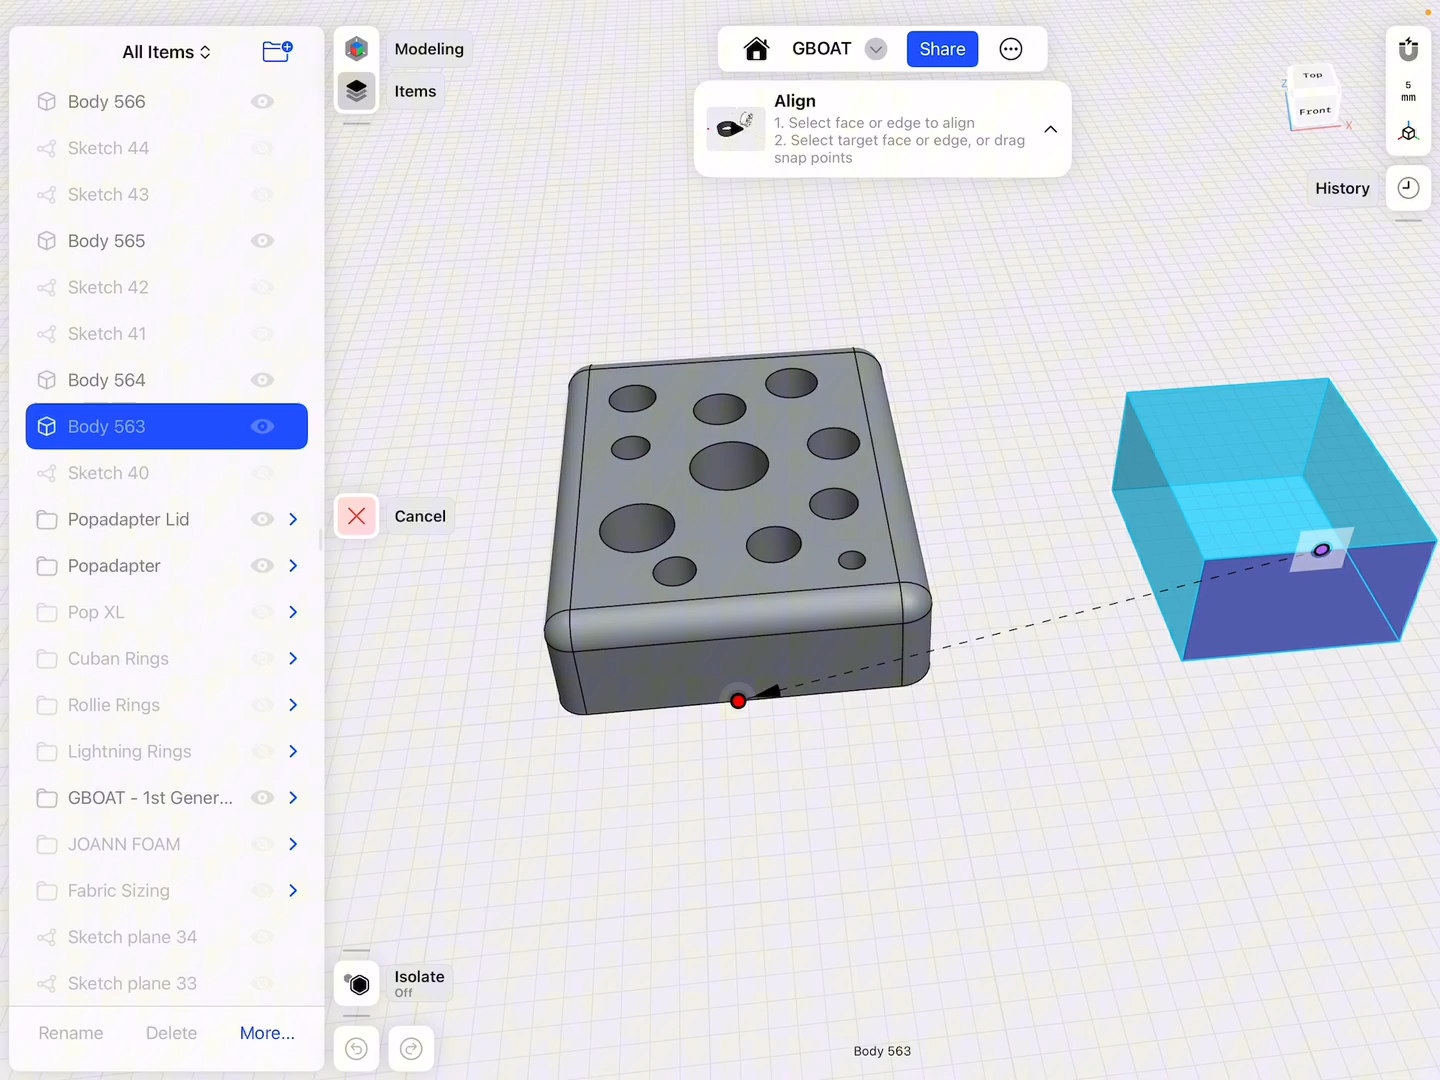 All Items
Body 566
Sketch 44
Sketch 43
Body 565
Sketch 42
Sketch 41
Body 564
Body 563
Sketch 40
Popadapter Lid
Popadapter
Pop XL
Cuban Rings
Rollie Rings
Lightning Rings
GBOAT - 1st Gener...
JOANN FOAM
Fabric Sizing
Sketch plane 34
Sketch plane 33
Rename Delete More...
Modeling
Items
Cancel
Isolate
Off
GBOAT Share
Align
1. Select face or edge to align
2. Select target face or edge, or drag
snap points
Top
Front
Z
X
5
mm
History
Body 563